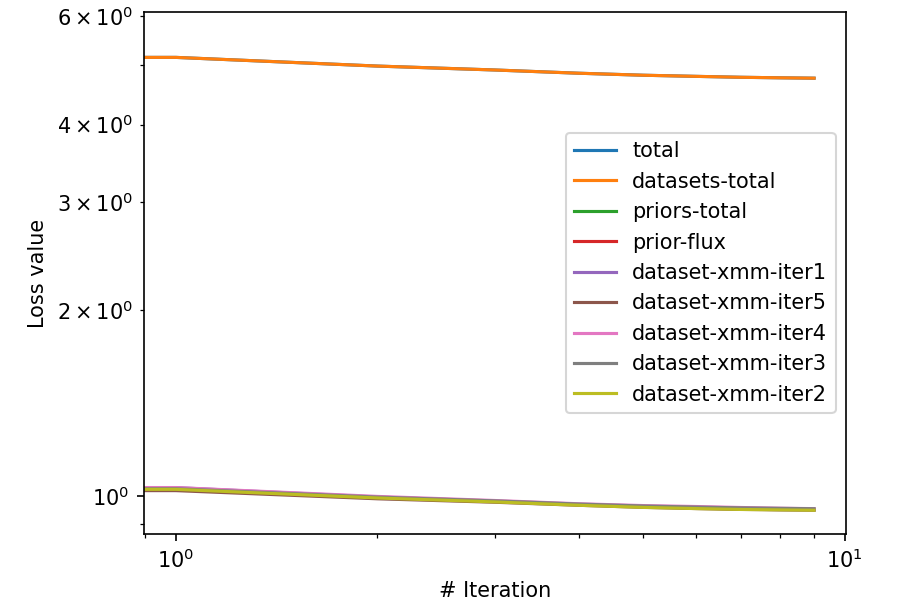 6 × 10⁰
4 × 10⁰
3 × 10⁰
2 × 10⁰
10⁰
Loss value
total
datasets-total
priors-total
prior-flux
dataset-xmm-iter1
dataset-xmm-iter5
dataset-xmm-iter4
dataset-xmm-iter3
dataset-xmm-iter2
10⁰
10¹
# Iteration